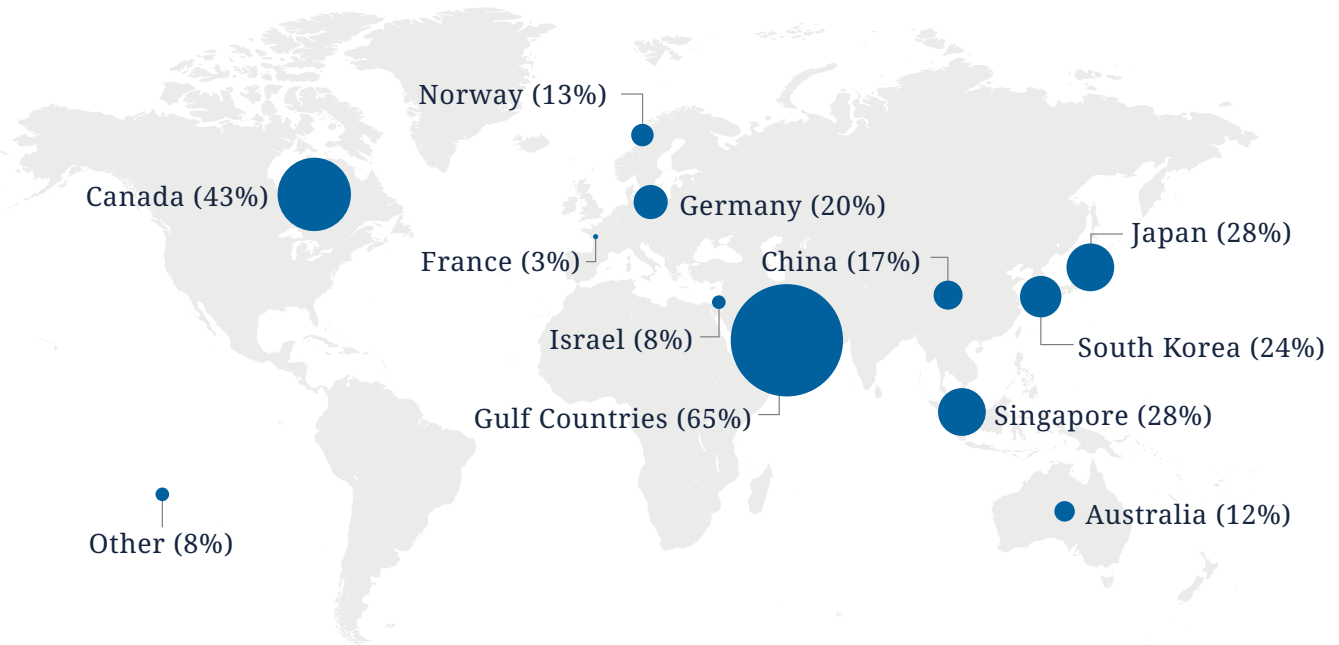 Norway (13%)
Canada (43%)
Germany (20%)
Japan (28%)
France (3%)
China (17%)
Israel (8%)
South Korea (24%)
Gulf Countries (65%)
Singapore (28%)
Australia (12%)
Other (8%)